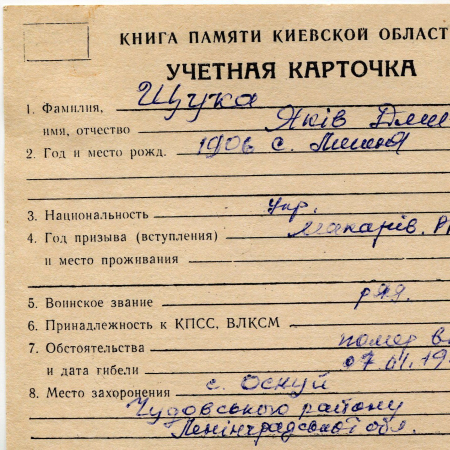 КНИГА ПАМЯТИ КИЕВСКОЙ ОБЛАСТ
УЧЕТНАЯ КАРТОЧКА
1. Фамилия, Щука
имя, отчество Яків
2. Год и место рожд. 1906 с.
3. Национальность Укр.
4. Год призыва (вступления) Макарів.
и место проживания
5. Воинское звание ряд.
6. Принадлежность к КПСС, ВЛКСМ
7. Обстоятельства помер
и дата гибели
8. Место захоронения с. Оскуй
Чудовського району
Ленінградської обл.